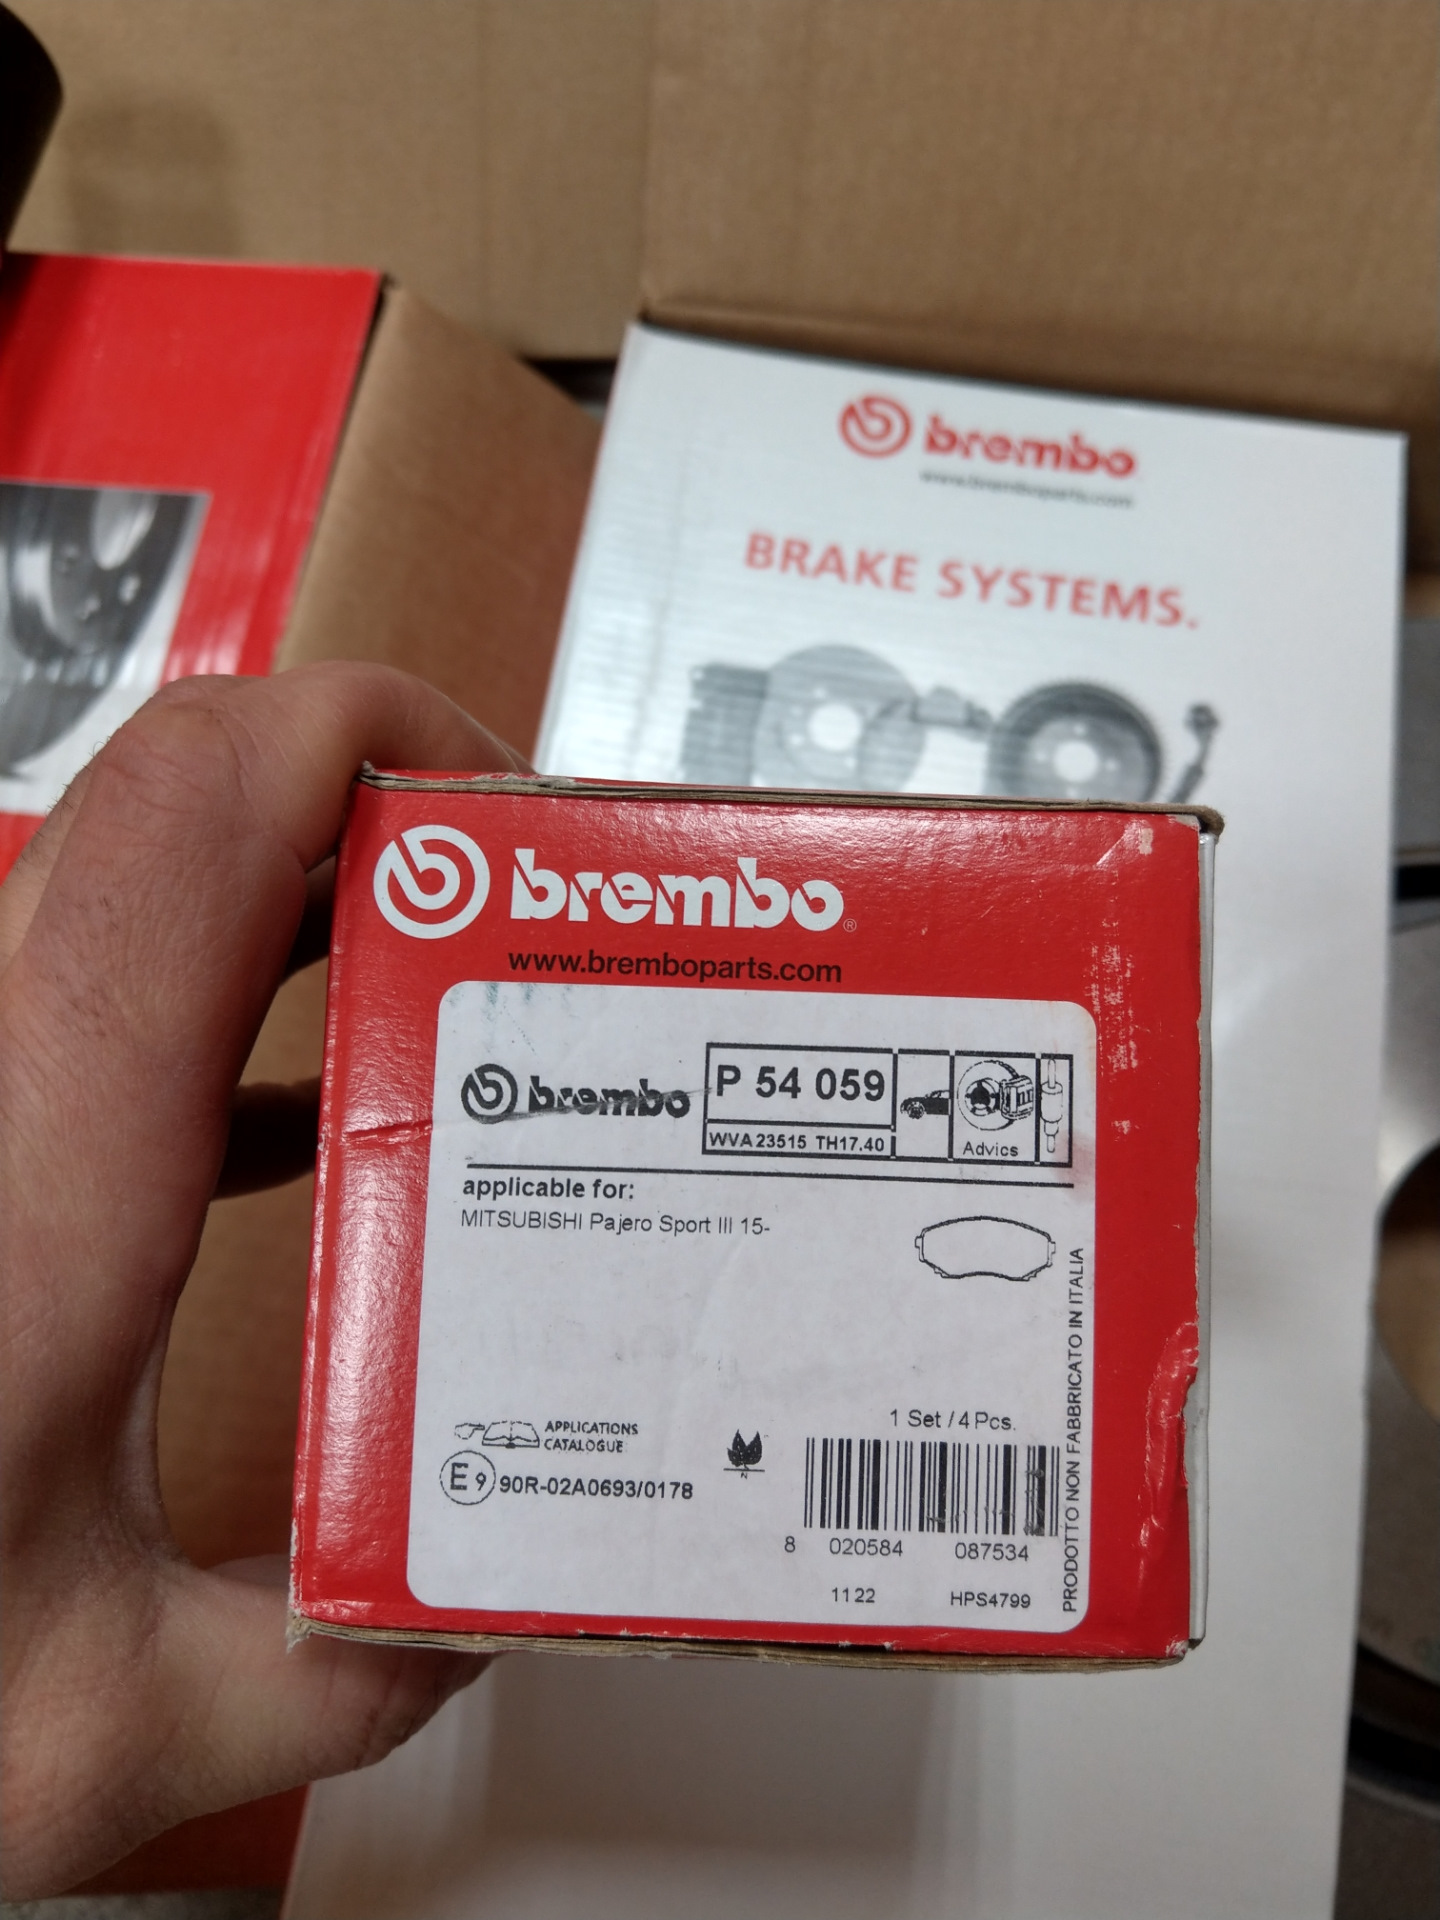 brembo
www.bremboparts.com
BRAKE SYSTEMS.
brembo®
www.bremboparts.com
brembo
P 54 059
WVA 23515 TH17.40
Advics
applicable for:
MITSUBISHI Pajero Sport III 15-
1 Set / 4 Pcs.
APPLICATIONS
CATALOGUE
E9 90R-02A0693/0178
N
8 020584 087534
1122 HPS4799
PRODOTTO NON FABBRICATO IN ITALIA